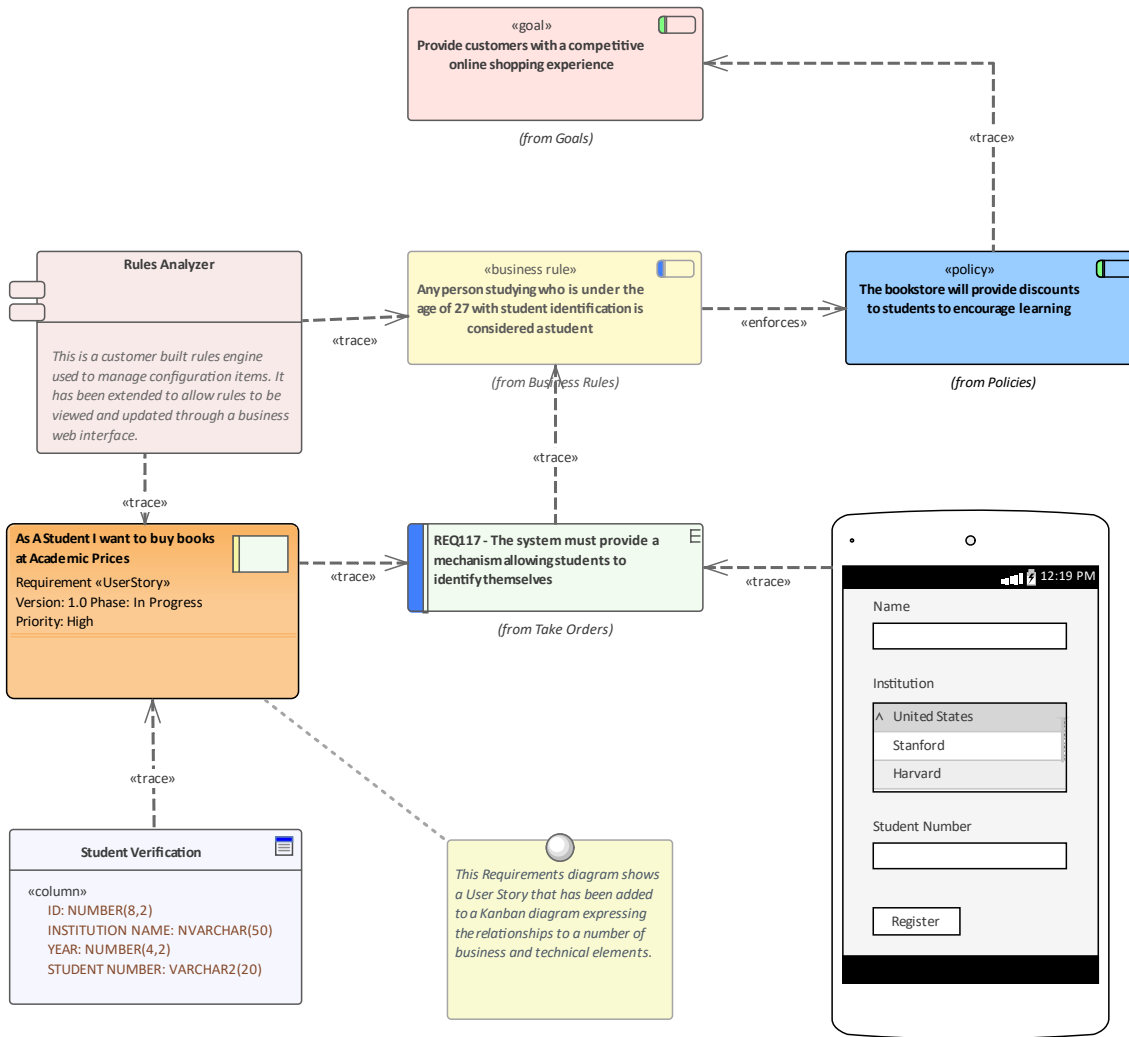 «goal»
Provide customers with a competitive
online shopping experience
(from Goals)
«trace»
Rules Analyzer
This is a customer built rules engine
used to manage configuration items. It
has been extended to allow rules to be
viewed and updated through a business
web interface.
«trace»
«business rule»
Any person studying who is under the
age of 27 with student identification is
considered a student
(from Business Rules)
«enforces»
«policy»
The bookstore will provide discounts
to students to encourage learning
(from Policies)
«trace»
«trace»
As A Student I want to buy books
at Academic Prices
Requirement «UserStory»
Version: 1.0 Phase: In Progress
Priority: High
«trace»
REQ117 - The system must provide a
mechanism allowing students to
identify themselves
(from Take Orders)
«trace»
12:19 PM
Name
Institution
United States
Stanford
Harvard
Student Number
Register
«trace»
Student Verification
«column»
ID: NUMBER(8,2)
INSTITUTION NAME: NVARCHAR(50)
YEAR: NUMBER(4,2)
STUDENT NUMBER: VARCHAR2(20)
This Requirements diagram shows
a User Story that has been added
to a Kanban diagram expressing
the relationships to a number of
business and technical elements.